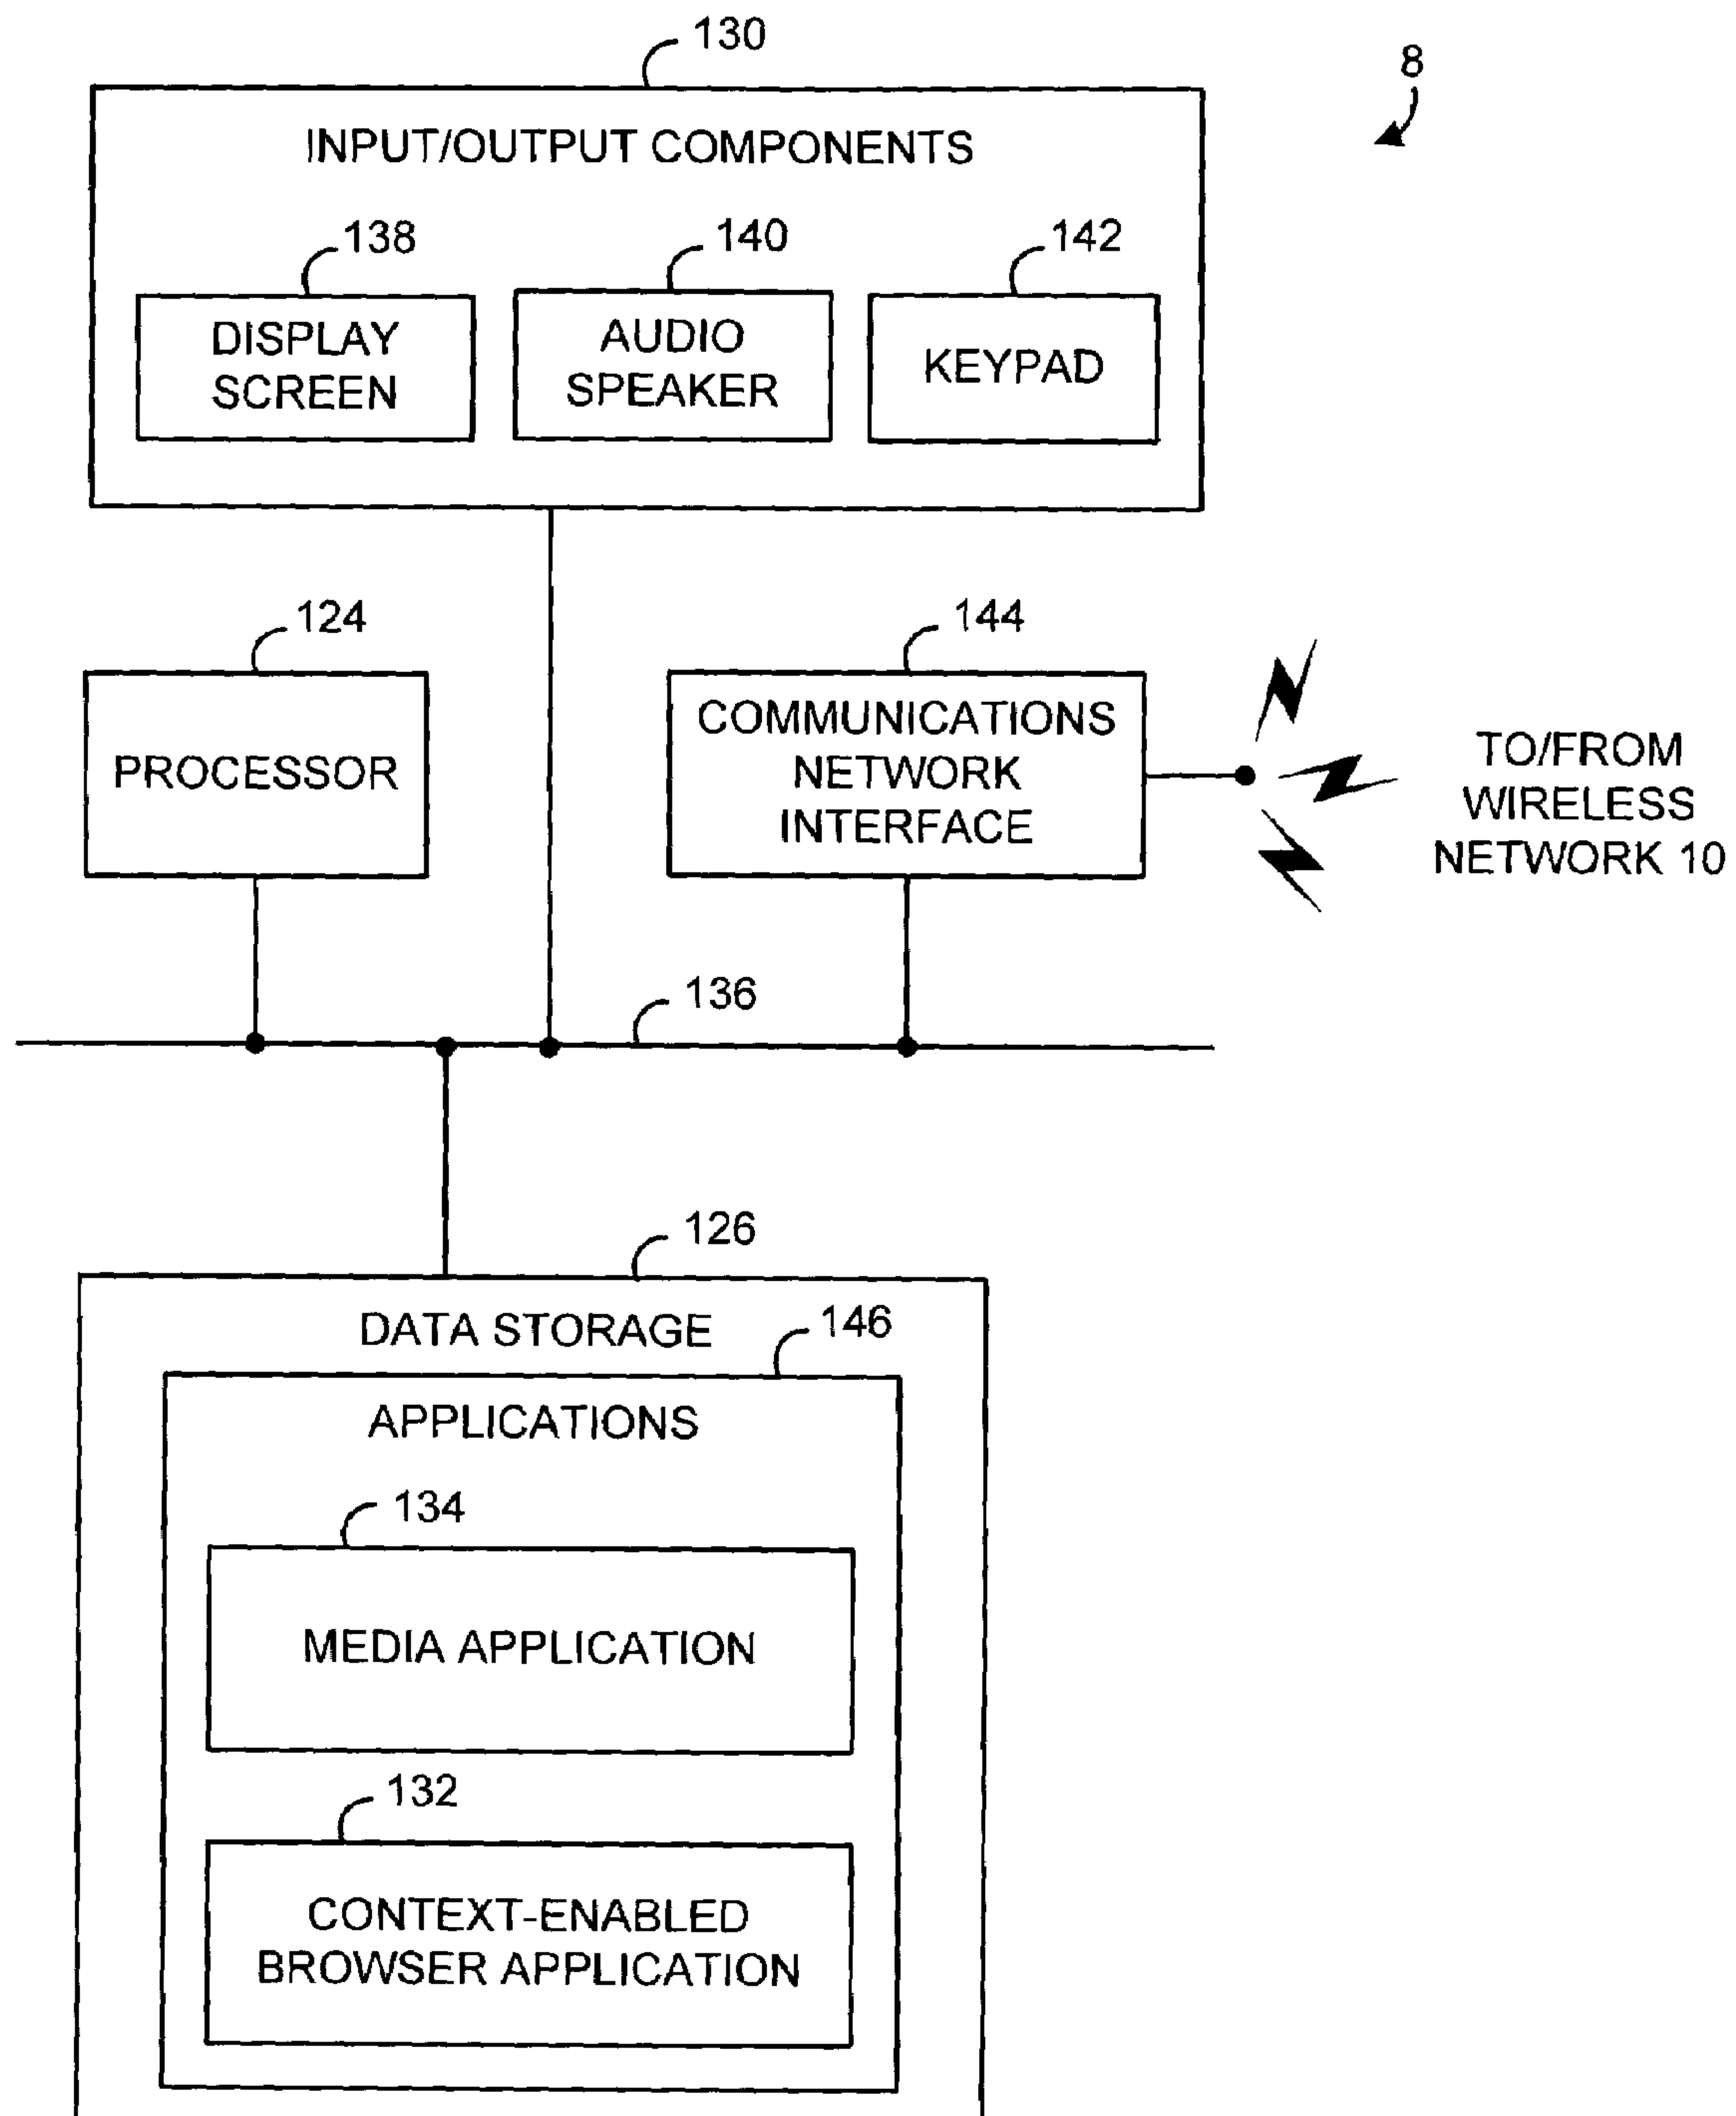 130
8
INPUT/OUTPUT COMPONENTS
138
140
142
DISPLAY
SCREEN
AUDIO
SPEAKER
KEYPAD
124
144
PROCESSOR
COMMUNICATIONS
NETWORK
INTERFACE
TO/FROM
WIRELESS
NETWORK 10
136
126
DATA STORAGE
146
APPLICATIONS
134
MEDIA APPLICATION
132
CONTEXT-ENABLED
BROWSER APPLICATION